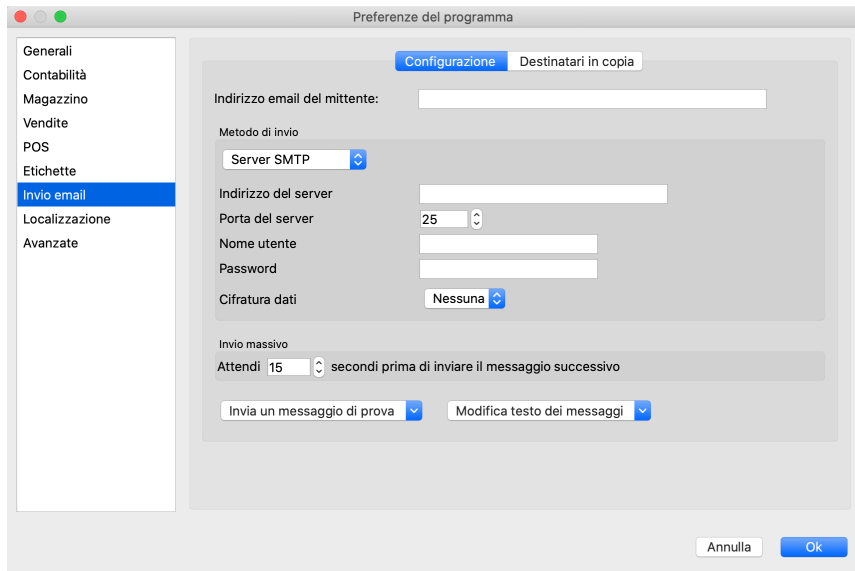 Preferenze del programma
Generali
Contabilità
Magazzino
Vendite
POS
Etichette
Invio email
Localizzazione
Avanzate
Configurazione Destinatari in copia
Indirizzo email del mittente:
Metodo di invio
Server SMTP
Indirizzo del server
Porta del server 25
Nome utente
Password
Cifratura dati Nessuna
Invio massivo
Attendi 15 secondi prima di inviare il messaggio successivo
Invia un messaggio di prova Modifica testo dei messaggi
Annulla Ok